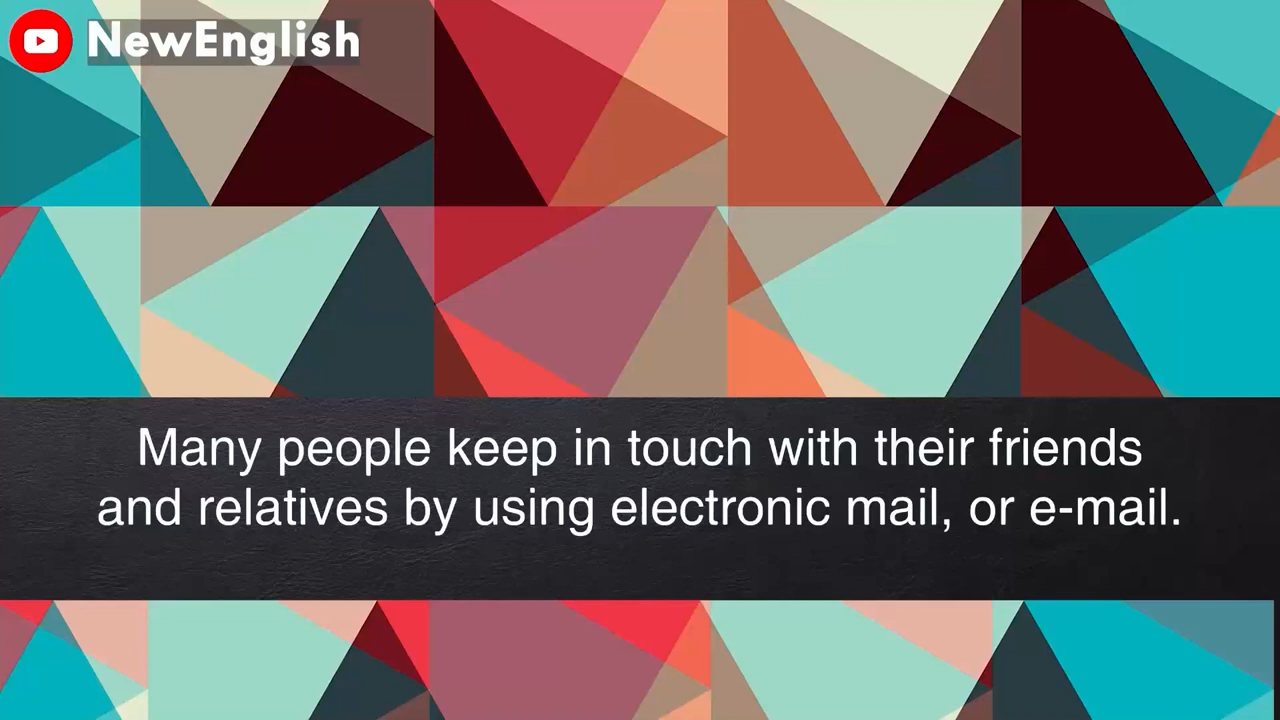 NewEnglish
Many people keep in touch with their friends
and relatives by using electronic mail, or e-mail.